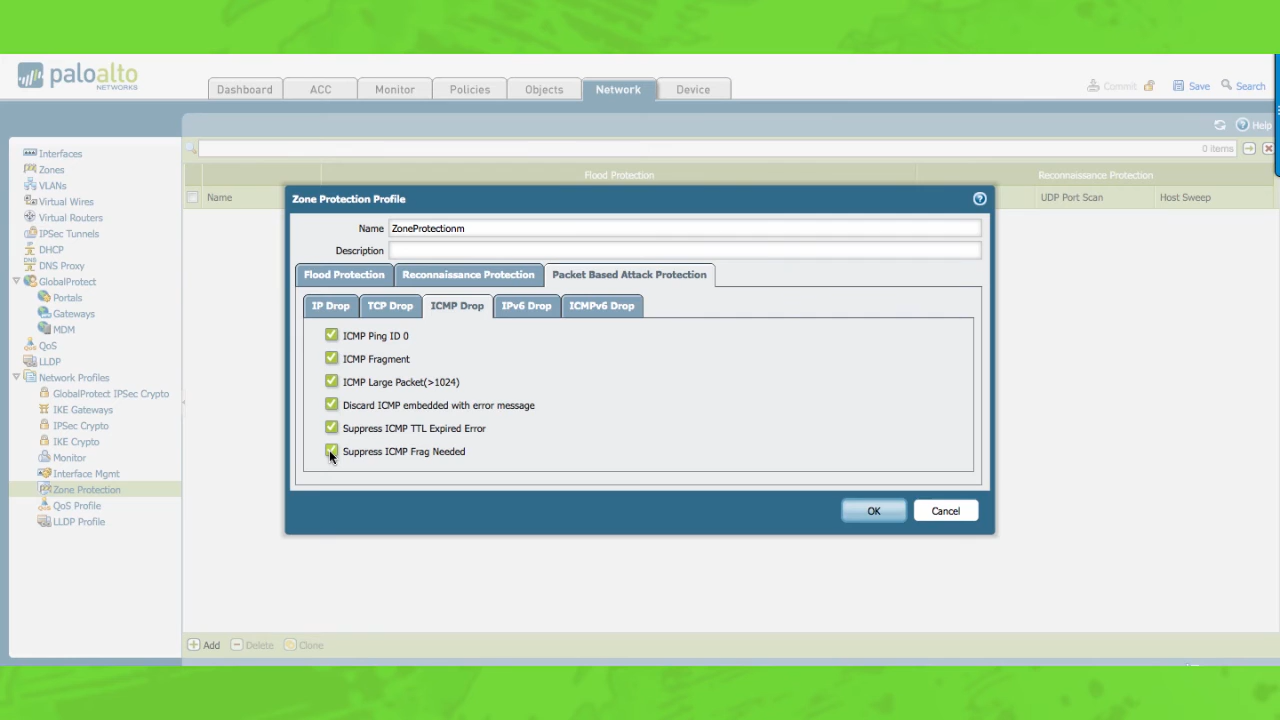 paloalto
NETWORKS
Dashboard
ACC
Monitor
Policies
Objects
Network
Device
Commit
Save
Search
Help
0 items
Interfaces
Zones
VLANs
Virtual Wires
Virtual Routers
IPSec Tunnels
DHCP
DNS Proxy
GlobalProtect
Portals
Gateways
MDM
QoS
LLDP
Network Profiles
GlobalProtect IPSec Crypto
IKE Gateways
IPSec Crypto
IKE Crypto
Monitor
Interface Mgmt
Zone Protection
QoS Profile
LLDP Profile
Flood Protection
Reconnaissance Protection
Name
UDP Port Scan
Host Sweep
Zone Protection Profile
Name ZoneProtectionm
Description
Flood Protection
Reconnaissance Protection
Packet Based Attack Protection
IP Drop
TCP Drop
ICMP Drop
IPv6 Drop
ICMPv6 Drop
ICMP Ping ID 0
ICMP Fragment
ICMP Large Packet(>1024)
Discard ICMP embedded with error message
Suppress ICMP TTL Expired Error
Suppress ICMP Frag Needed
OK
Cancel
Add
Delete
Clone